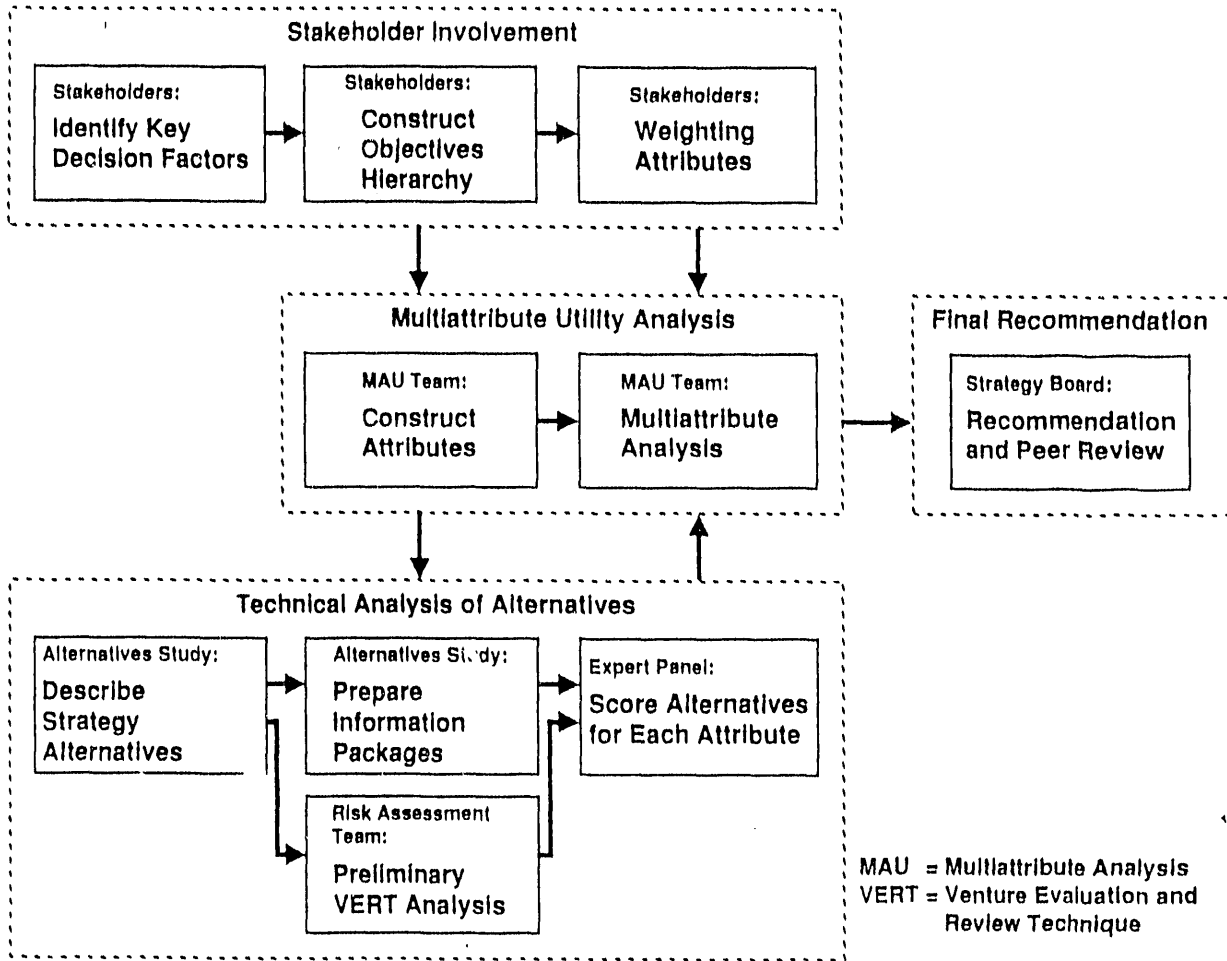 Stakeholder Involvement
Stakeholders:
Identify Key
Decision Factors
Stakeholders:
Construct
Objectives
Hierarchy
Stakeholders:
Weighting
Attributes
Multiattribute Utility Analysis
MAU Team:
Construct
Attributes
MAU Team:
Multiattribute
Analysis
Final Recommendation
Strategy Board:
Recommendation
and Peer Review
Technical Analysis of Alternatives
Alternatives Study:
Describe
Strategy
Alternatives
Alternatives Study:
Prepare
Information
Packages
Risk Assessment
Team:
Preliminary
VERT Analysis
Expert Panel:
Score Alternatives
for Each Attribute
MAU = Multiattribute Analysis
VERT = Venture Evaluation and
Review Technique